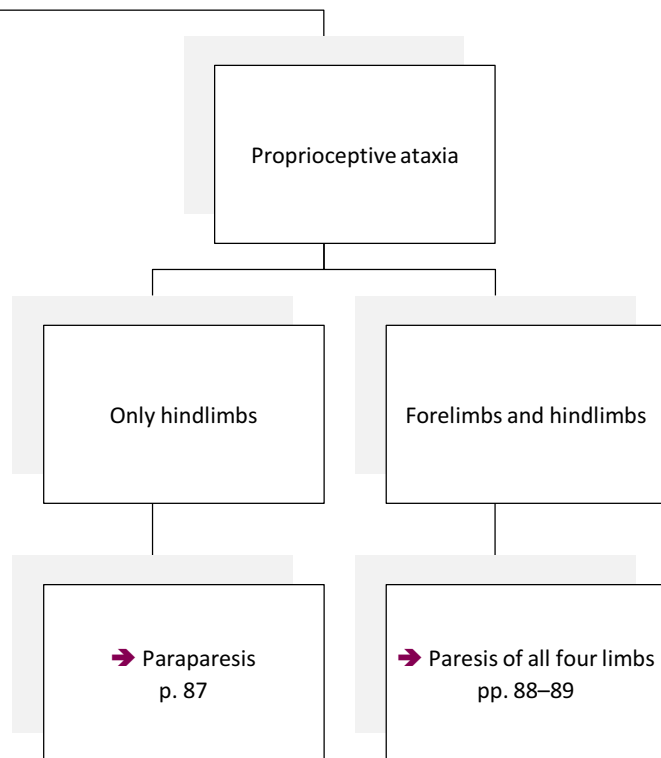 Proprioceptive ataxia
Only hindlimbs
Forelimbs and hindlimbs
➔ Paraparesis
p. 87
➔ Paresis of all four limbs
pp. 88–89